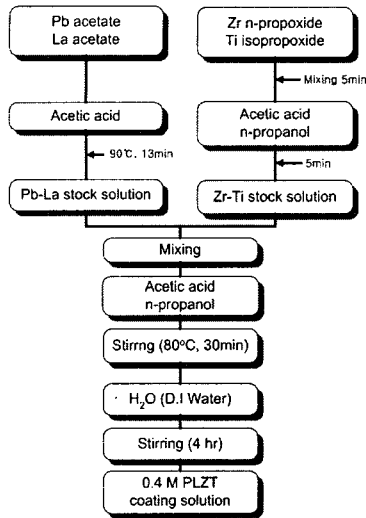 Pb acetate
La acetate
Zr n-propoxide
Ti isopropoxide
Mixing 5min
Acetic acid
Acetic acid
n-propanol
90℃. 13min
5min
Pb-La stock solution
Zr-Ti stock solution
Mixing
Acetic acid
n-propanol
Stirrng (80°C, 30min)
H₂O (D.I Water)
Stirring (4 hr)
0.4 M PLZT
coating solution